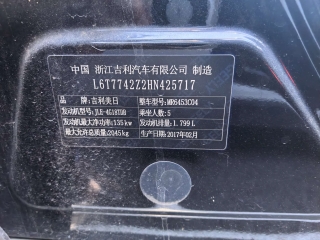 中国 浙江吉利汽车有限公司 制造
L6T7742Z2HN425717
品牌:吉利美日 整车型号:MR6453C04
发动机型号:JLE-4G18TDB 乘坐人数:5
发动机最大净功率:135kw 发动机排量:1.799L
最大允许总质量:2045kg 生产日期:2017年02月